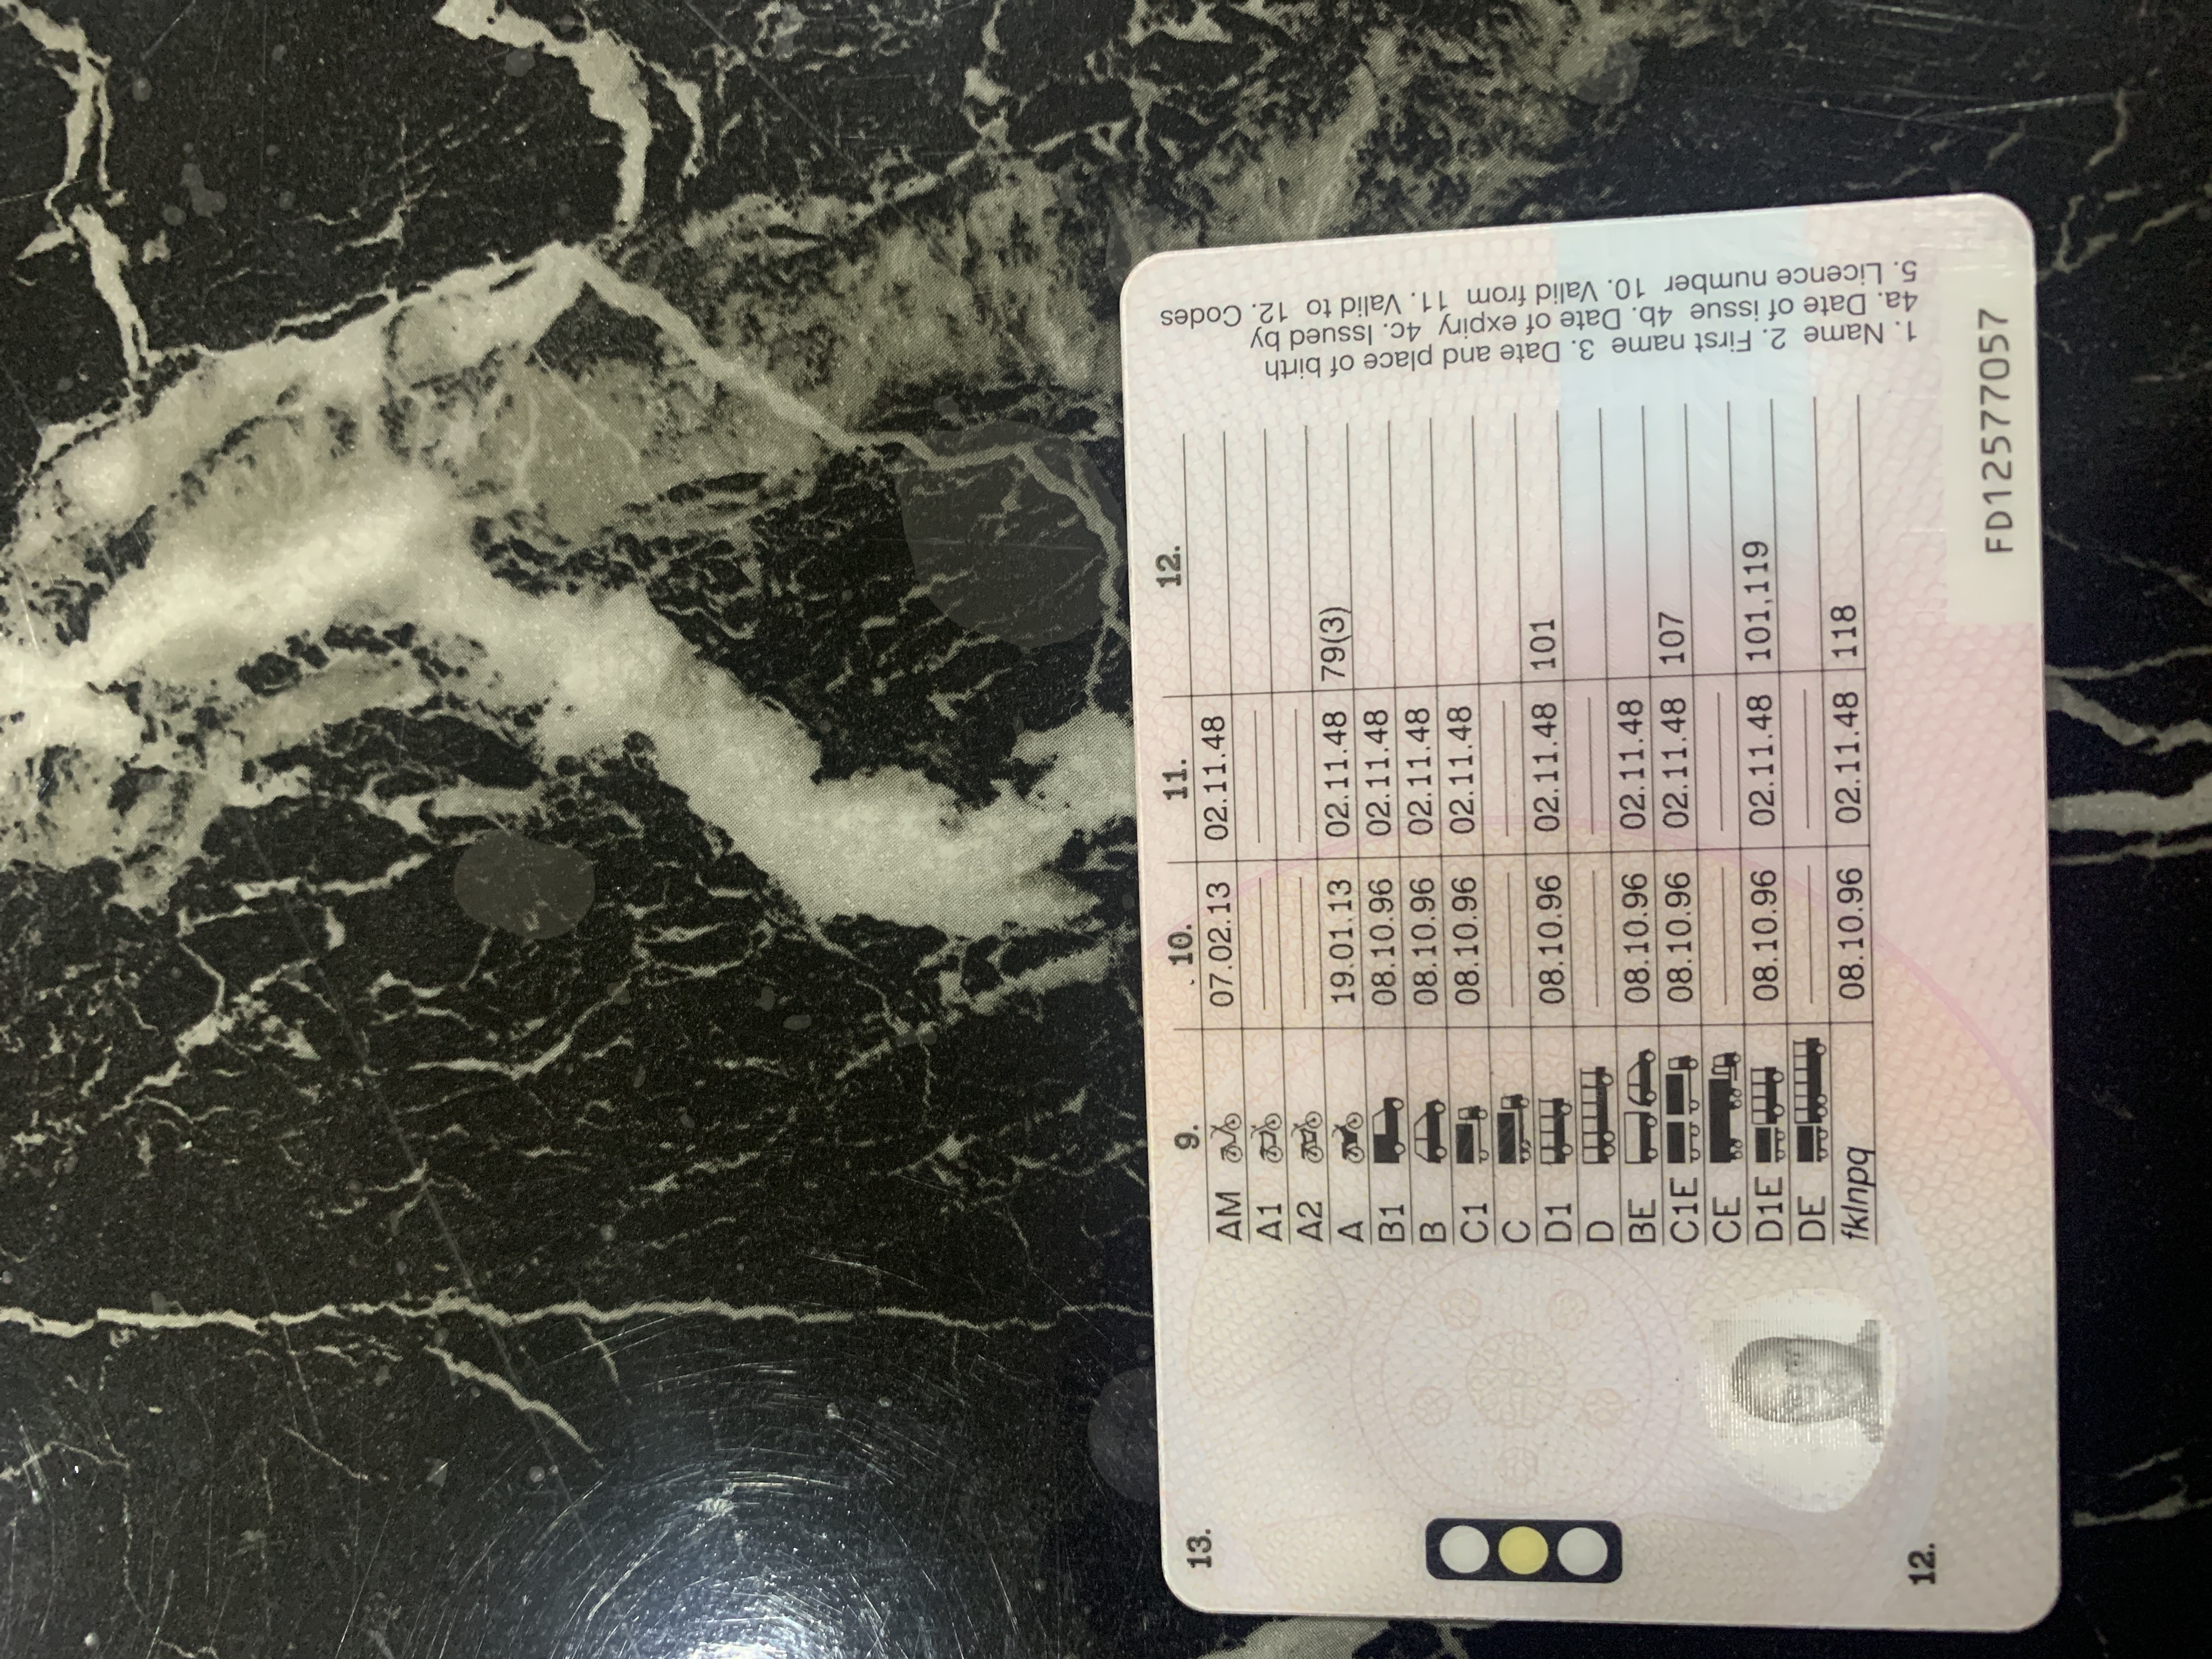 13.
9. 10. 11. 12.
AM 07.02.13 02.11.48
A1
A2
A 19.01.13 02.11.48 79(3)
B1 08.10.96 02.11.48
B 08.10.96 02.11.48
C1 08.10.96 02.11.48
C
D1 08.10.96 02.11.48 101
D
BE 08.10.96 02.11.48
C1E 08.10.96 02.11.48 107
CE
D1E 08.10.96 02.11.48 101,119
DE
fklnpq 08.10.96 02.11.48 118
12.
1. Name 2. First name 3. Date and place of birth
4a. Date of issue 4b. Date of expiry 4c. Issued by
5. Licence number 10. Valid from 11. Valid to 12. Codes
FD12577057